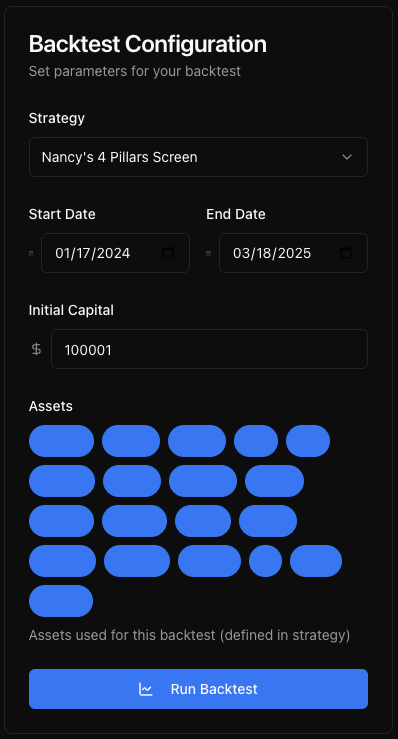 Backtest Configuration
Set parameters for your backtest
Strategy
Nancy's 4 Pillars Screen
Start Date End Date
01/17/2024 03/18/2025
Initial Capital
$ 100001
Assets
Assets used for this backtest (defined in strategy)
Run Backtest